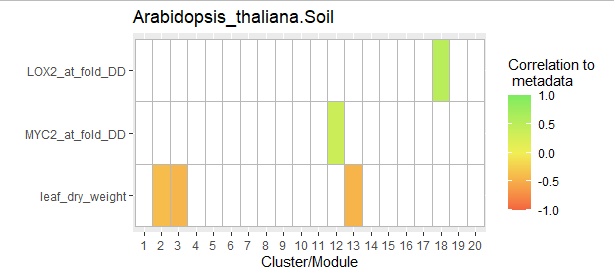 Arabidopsis_thaliana.Soil
LOX2_at_fold_DD
MYC2_at_fold_DD
leaf_dry_weight
1 2 3 4 5 6 7 8 9 10 11 12 13 14 15 16 17 18 19 20
Cluster/Module
Correlation to
metadata
1.0
0.5
0.0
-0.5
-1.0